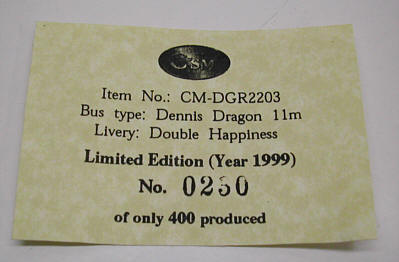 CSM
Item No.: CM-DGR2203
Bus type: Dennis Dragon 11m
Livery: Double Happiness
Limited Edition (Year 1999)
No. 0230
of only 400 produced